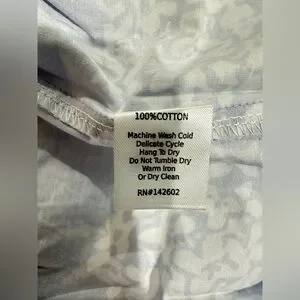 100%COTTON
Machine Wash Cold
Delicate Cycle
Hang To Dry
Do Not Tumble Dry
Warm Iron
Or Dry Clean
RN#142602